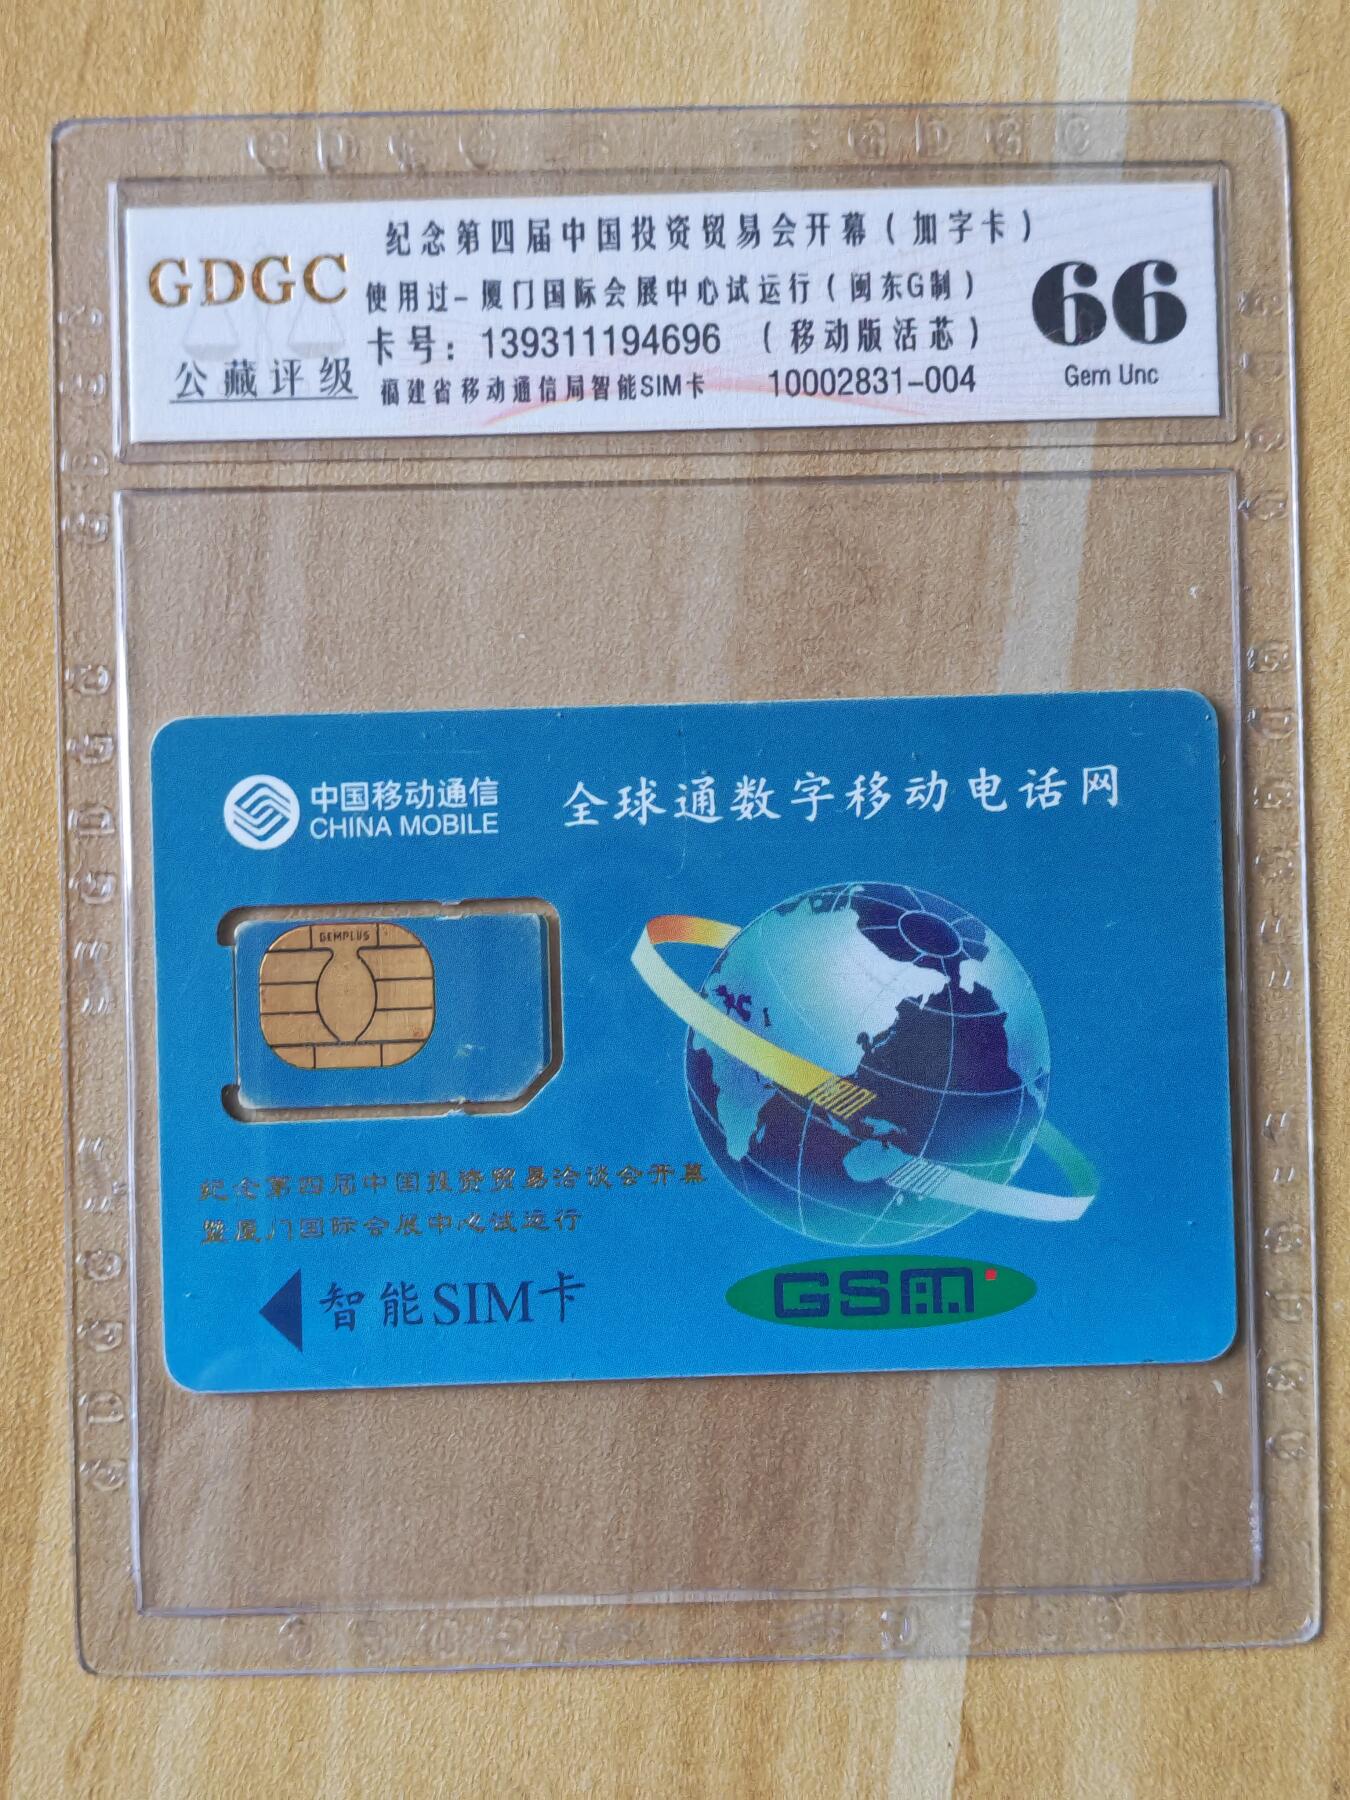 GDGC
公藏评级
纪念第四届中国投资贸易会开幕（加字卡）
使用过-厦门国际会展中心试运行（闽东G制）
卡号：139311194696 （移动版活芯）
福建省移动通信局智能SIM卡 10002831-004
66
Gem Unc
中国移动通信
CHINA MOBILE
全球通数字移动电话网
GEMPLUS
纪念第四届中国投资贸易洽谈会开幕
暨厦门国际会展中心试运行
智能SIM卡
GSM